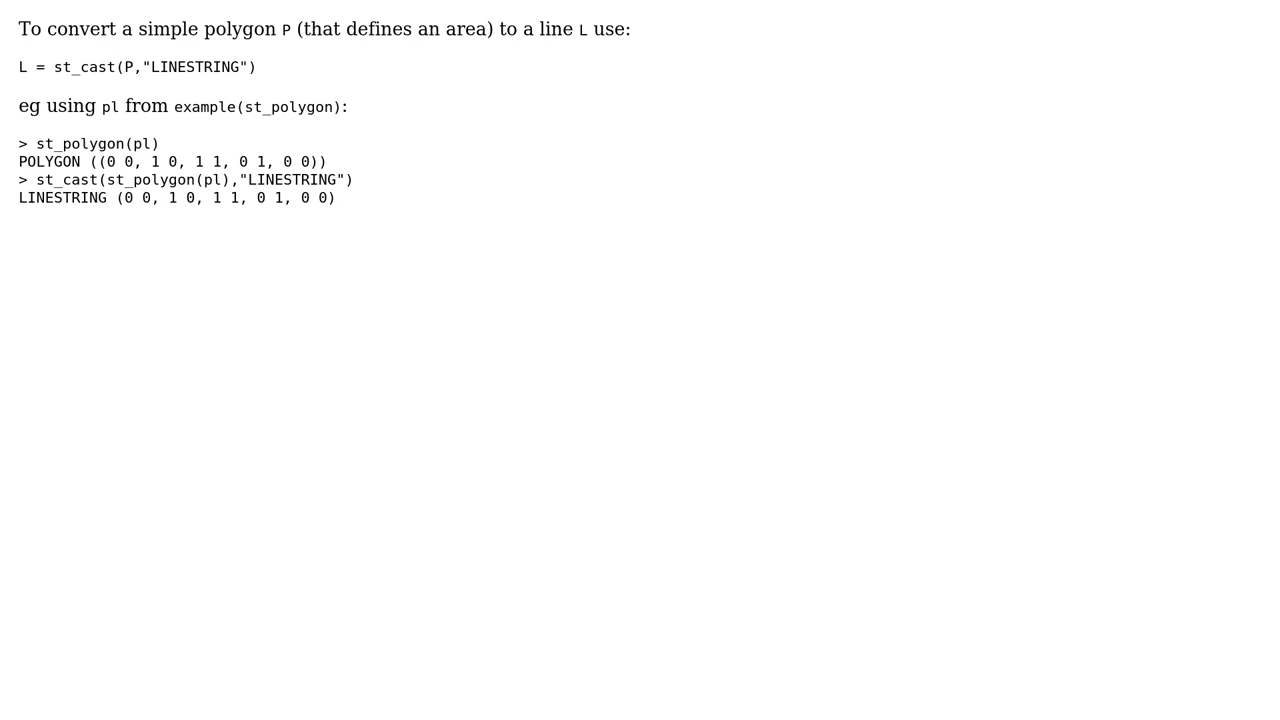 To convert a simple polygon P (that defines an area) to a line L use:
L = st_cast(P,"LINESTRING")
eg using pl from example(st_polygon):
> st_polygon(pl)
POLYGON ((0 0, 1 0, 1 1, 0 1, 0 0))
> st_cast(st_polygon(pl),"LINESTRING")
LINESTRING (0 0, 1 0, 1 1, 0 1, 0 0)